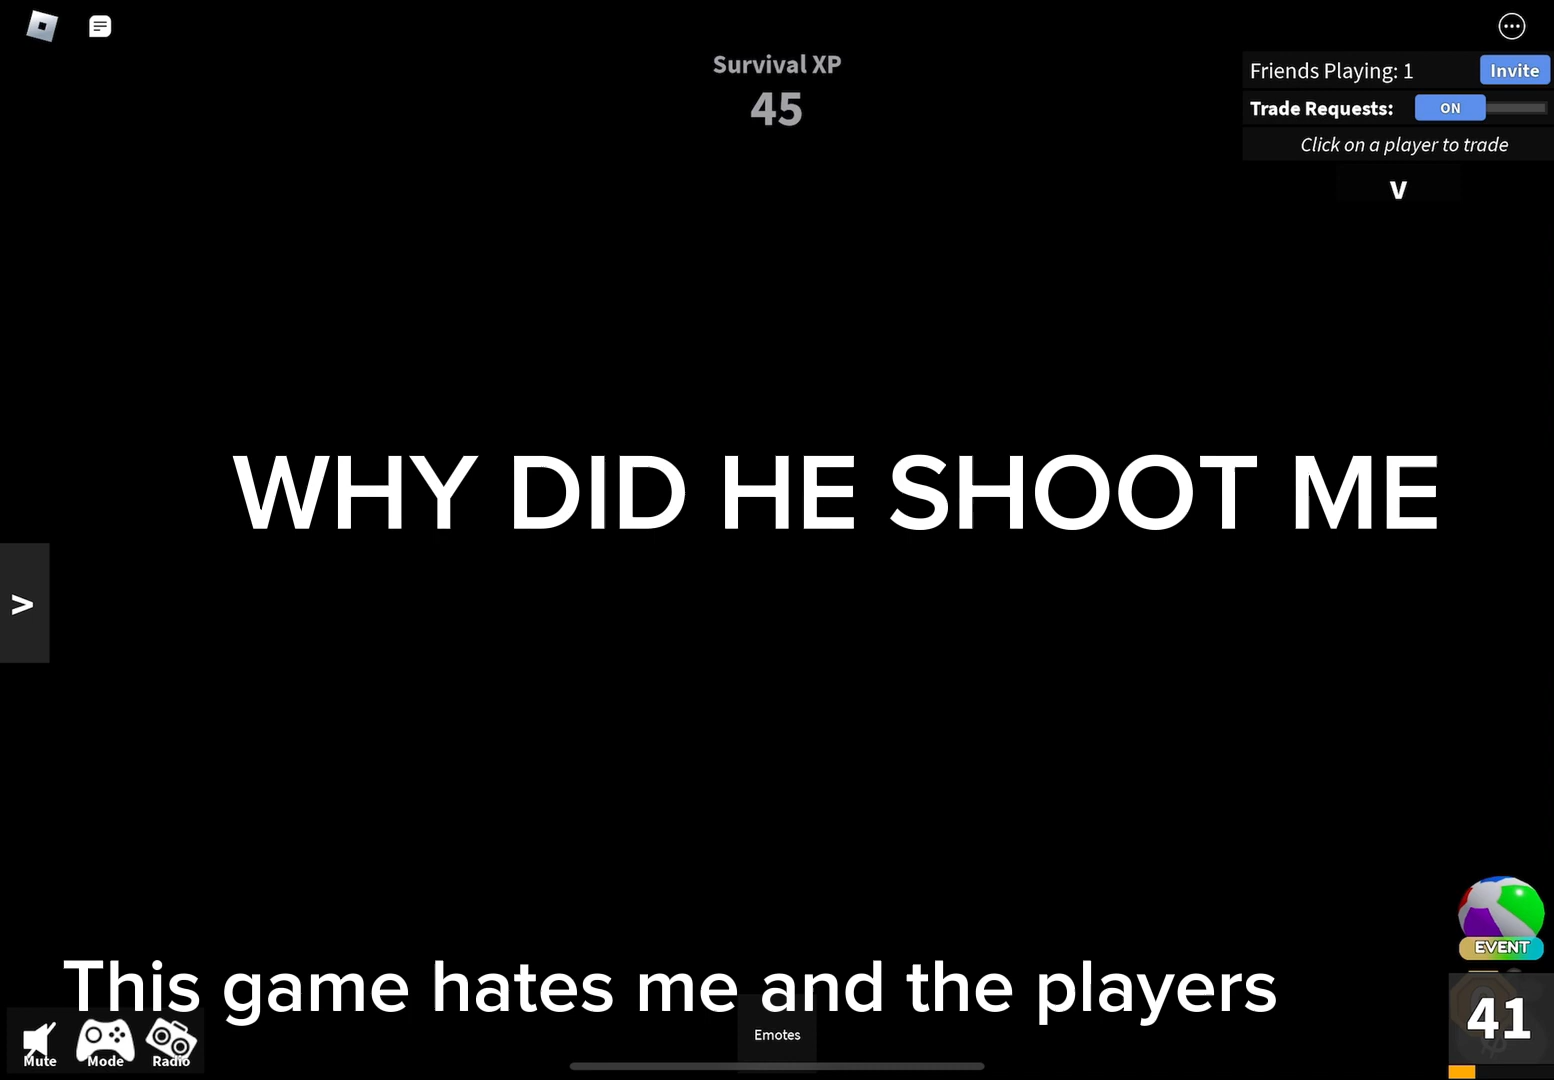 Survival XP
45
Friends Playing: 1
Invite
Trade Requests:
ON
Click on a player to trade
v
WHY DID HE SHOOT ME
>
EVENT
This game hates me and the players
41
Mute
Mode
Radio
Emotes